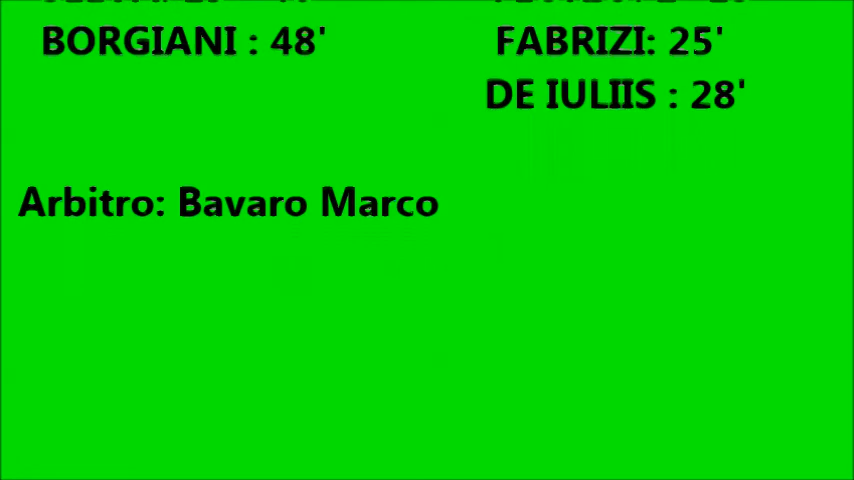 BORGIANI : 48' FABRIZI: 25'
DE IULIIS : 28'
Arbitro: Bavaro Marco